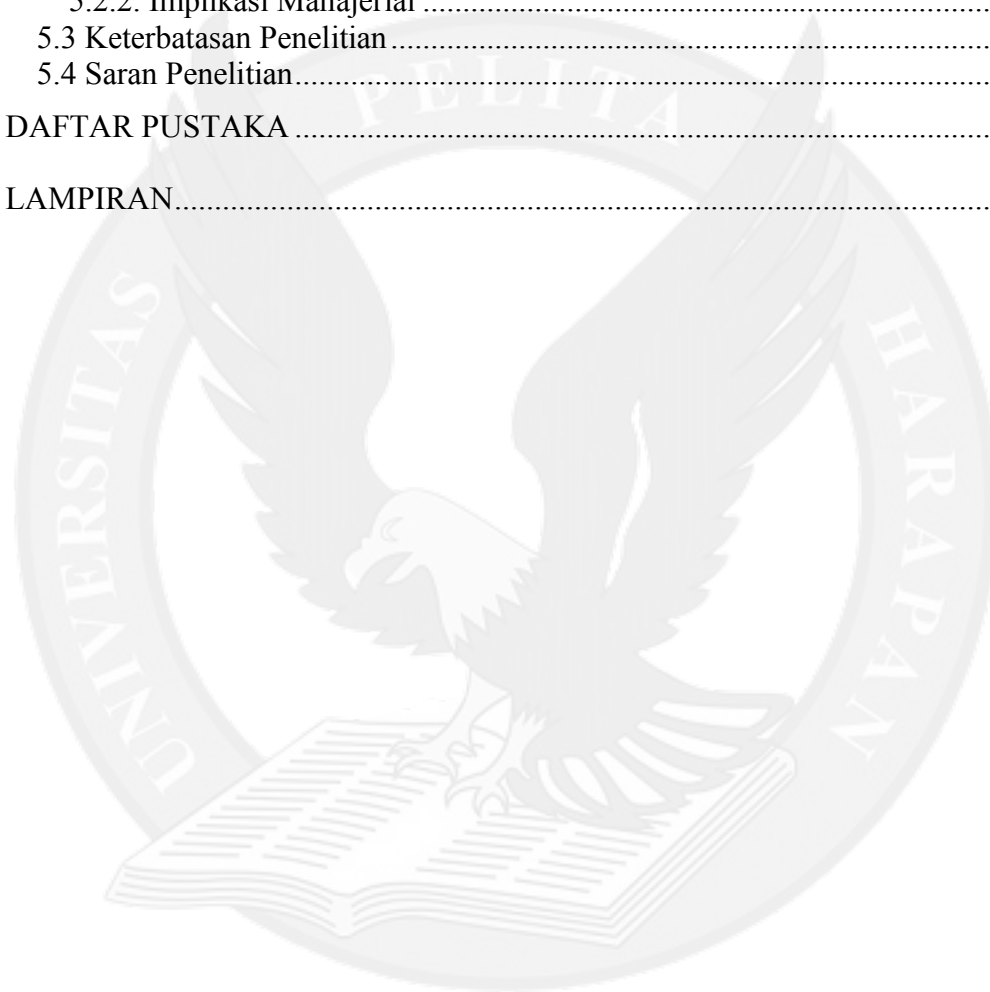 5.2.2. Implikasi Manajerial ................................................................................
5.3 Keterbatasan Penelitian ................................................................................
5.4 Saran Penelitian ................................................................................
DAFTAR PUSTAKA ................................................................................
LAMPIRAN ................................................................................
UNIVERSITAS PELITA HARAPAN